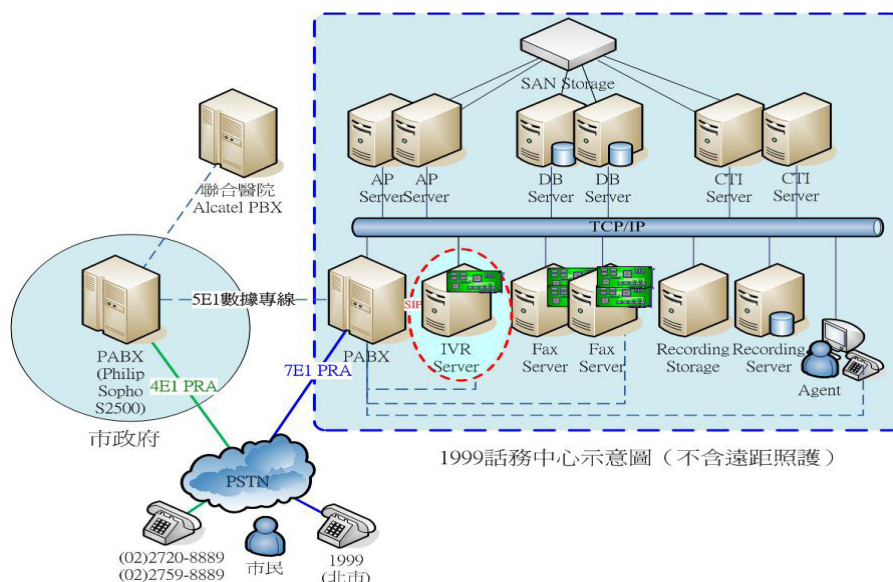 SAN Storage
聯合醫院
Alcatel PBX
AP
Server
AP
Server
DB
Server
DB
Server
CTI
Server
CTI
Server
TCP/IP
5E1數據專線
SIP
PABX
(Philip
Sopho
S2500)
市政府
4E1 PRA
7E1 PRA
PABX
IVR
Server
Fax
Server
Fax
Server
Recording
Storage
Recording
Server
Agent
1999話務中心示意圖（不含遠距照護）
PSTN
(02)2720-8889
(02)2759-8889
市民
1999
(北市)